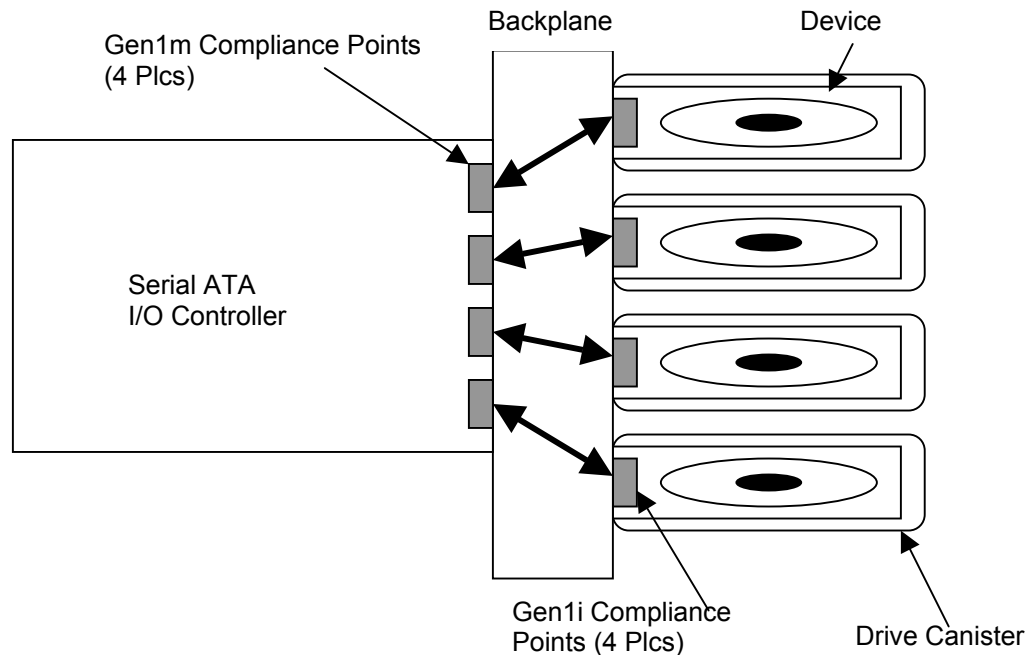 Backplane
Device
Gen1m Compliance Points
(4 Plcs)
Serial ATA
I/O Controller
Gen1i Compliance
Points (4 Plcs)
Drive Canister